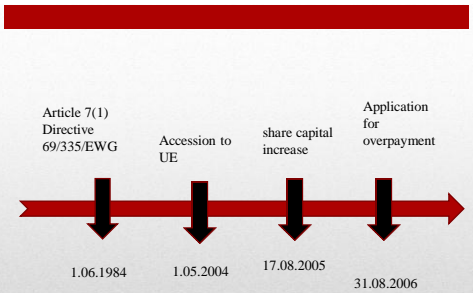 Article 7(1)
Directive
69/335/EWG
Accession to
UE
share capital
increase
Application
for
overpayment
1.06.1984
1.05.2004
17.08.2005
31.08.2006